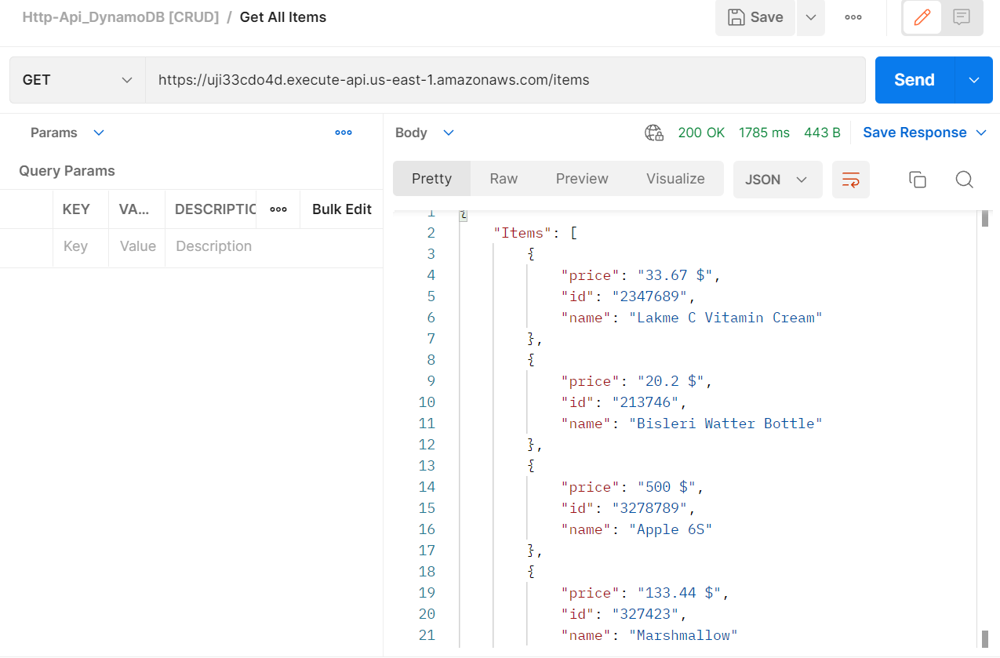 Http-Api_DynamoDB [CRUD] / Get All Items
Save
GET
https://uji33cdo4d.execute-api.us-east-1.amazonaws.com/items
Send
Params
Query Params
KEY VA... DESCRIPTIC Bulk Edit
Key Value Description
Body
200 OK 1785 ms 443 B Save Response
Pretty Raw Preview Visualize JSON
1 {
2 "Items": [
3 {
4 "price": "33.67 $",
5 "id": "2347689",
6 "name": "Lakme C Vitamin Cream"
7 },
8 {
9 "price": "20.2 $",
10 "id": "213746",
11 "name": "Bisleri Watter Bottle"
12 },
13 {
14 "price": "500 $",
15 "id": "3278789",
16 "name": "Apple 6S"
17 },
18 {
19 "price": "133.44 $",
20 "id": "327423",
21 "name": "Marshmallow"